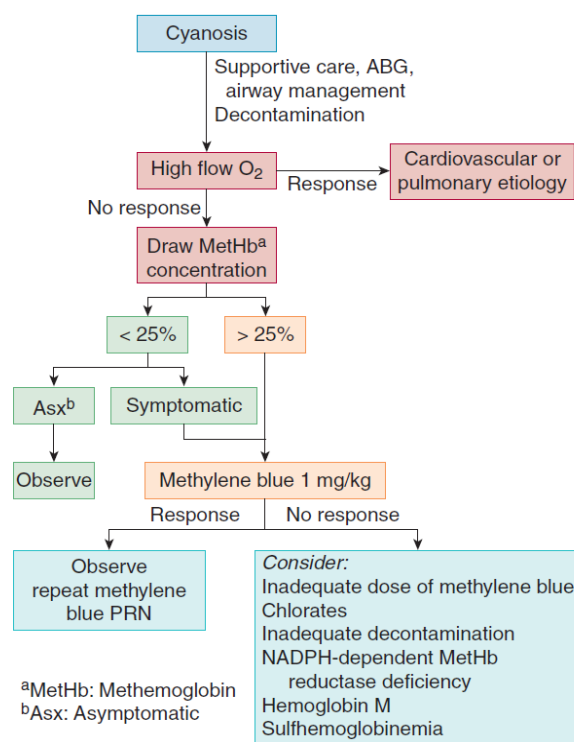 Cyanosis
Supportive care, ABG,
airway management
Decontamination
High flow O₂
Response
Cardiovascular or
pulmonary etiology
No response
Draw MetHbᵃ
concentration
< 25%
> 25%
Asxᵇ
Symptomatic
Observe
Methylene blue 1 mg/kg
Response
No response
Observe
repeat methylene
blue PRN
Consider:
Inadequate dose of methylene blue
Chlorates
Inadequate decontamination
NADPH-dependent MetHb
reductase deficiency
Hemoglobin M
Sulfhemoglobinemia
ᵃMetHb: Methemoglobin
ᵇAsx: Asymptomatic